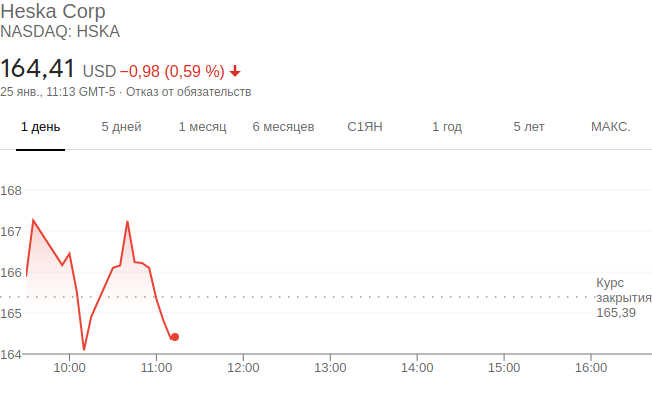 Heska Corp
NASDAQ: HSKA
164,41 USD −0,98 (0,59 %)
25 янв., 11:13 GMT-5 · Отказ от обязательств
1 день 5 дней 1 месяц 6 месяцев С1ЯН 1 год 5 лет МАКС.
168
167
166
Курс
закрытия
165,39
165
164
10:00 11:00 12:00 13:00 14:00 15:00 16:00